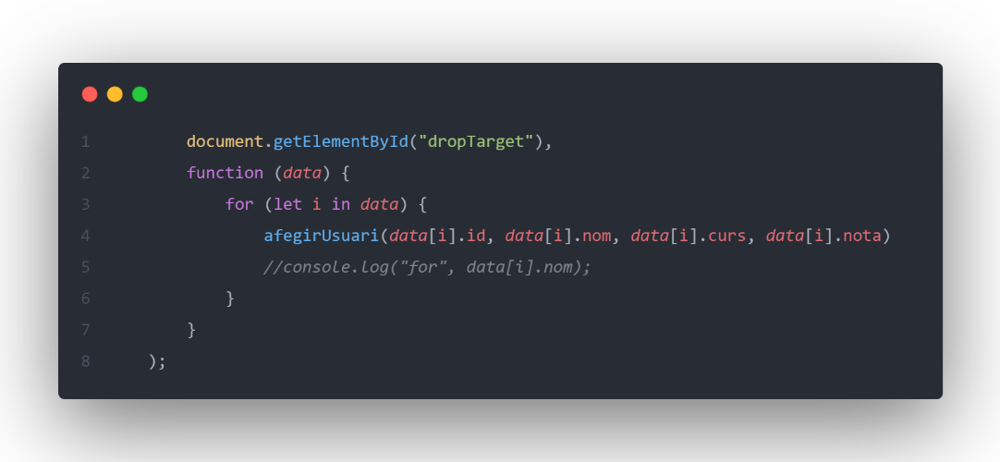 1 document.getElementById("dropTarget"),
2 function (data) {
3 for (let i in data) {
4 afegirUsuari(data[i].id, data[i].nom, data[i].curs, data[i].nota)
5 //console.log("for", data[i].nom);
6 }
7 }
8 );